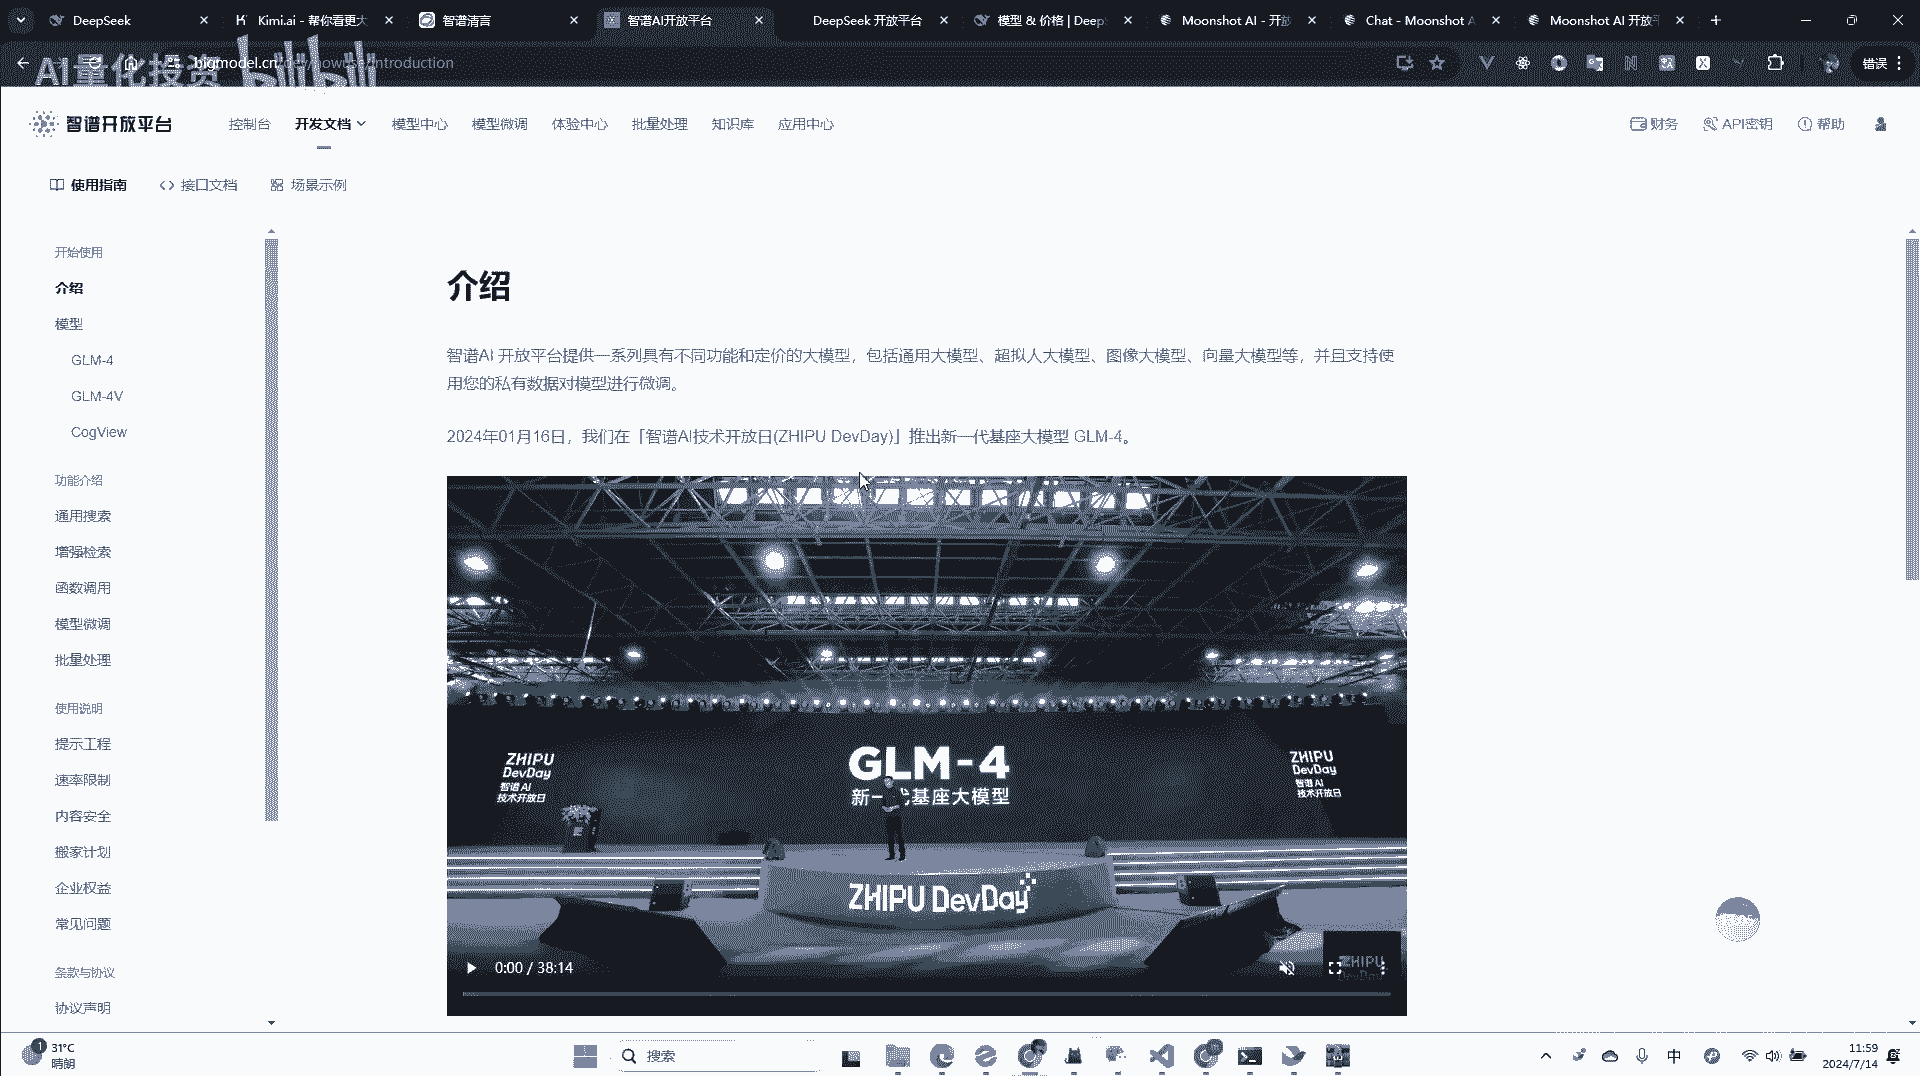 DeepSeek
Kimi.ai - 帮你看更大
智谱清言
智谱AI开放平台
DeepSeek 开放平台
模型 & 价格 | Deep
Moonshot AI - 开放
Chat - Moonshot A
Moonshot AI 开放平
AI量化投资
bilibili
bigmodel.cn
introduction
错误
智谱开放平台
控制台
开发文档
模型中心
模型微调
体验中心
批量处理
知识库
应用中心
财务
API密钥
帮助
使用指南
接口文档
场景示例
开始使用
介绍
模型
GLM-4
GLM-4V
CogView
功能介绍
通用搜索
增强检索
函数调用
模型微调
批量处理
使用说明
提示工程
速率限制
内容安全
搬家计划
企业权益
常见问题
条款与协议
协议声明
介绍
智谱AI 开放平台提供一系列具有不同功能和定价的大模型，包括通用大模型、超拟人大模型、图像大模型、向量大模型等，并且支持使
用您的私有数据对模型进行微调。
2024年01月16日，我们在「智谱AI技术开放日(ZHIPU DevDay)」推出新一代基座大模型 GLM-4。
ZHIPU
DevDay
智谱 AI
技术开放日
GLM-4
新一代基座大模型
ZHIPU
DevDay
智谱 AI
技术开放日
ZHIPU DevDay
0:00 / 38:14
1
31°C
晴朗
搜索
中
11:59
2024/7/14